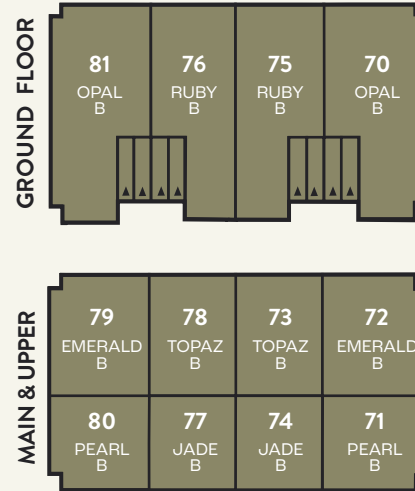 GROUND FLOOR
81
OPAL
B
76
RUBY
B
75
RUBY
B
70
OPAL
B
MAIN & UPPER
79
EMERALD
B
78
TOPAZ
B
73
TOPAZ
B
72
EMERALD
B
80
PEARL
B
77
JADE
B
74
JADE
B
71
PEARL
B